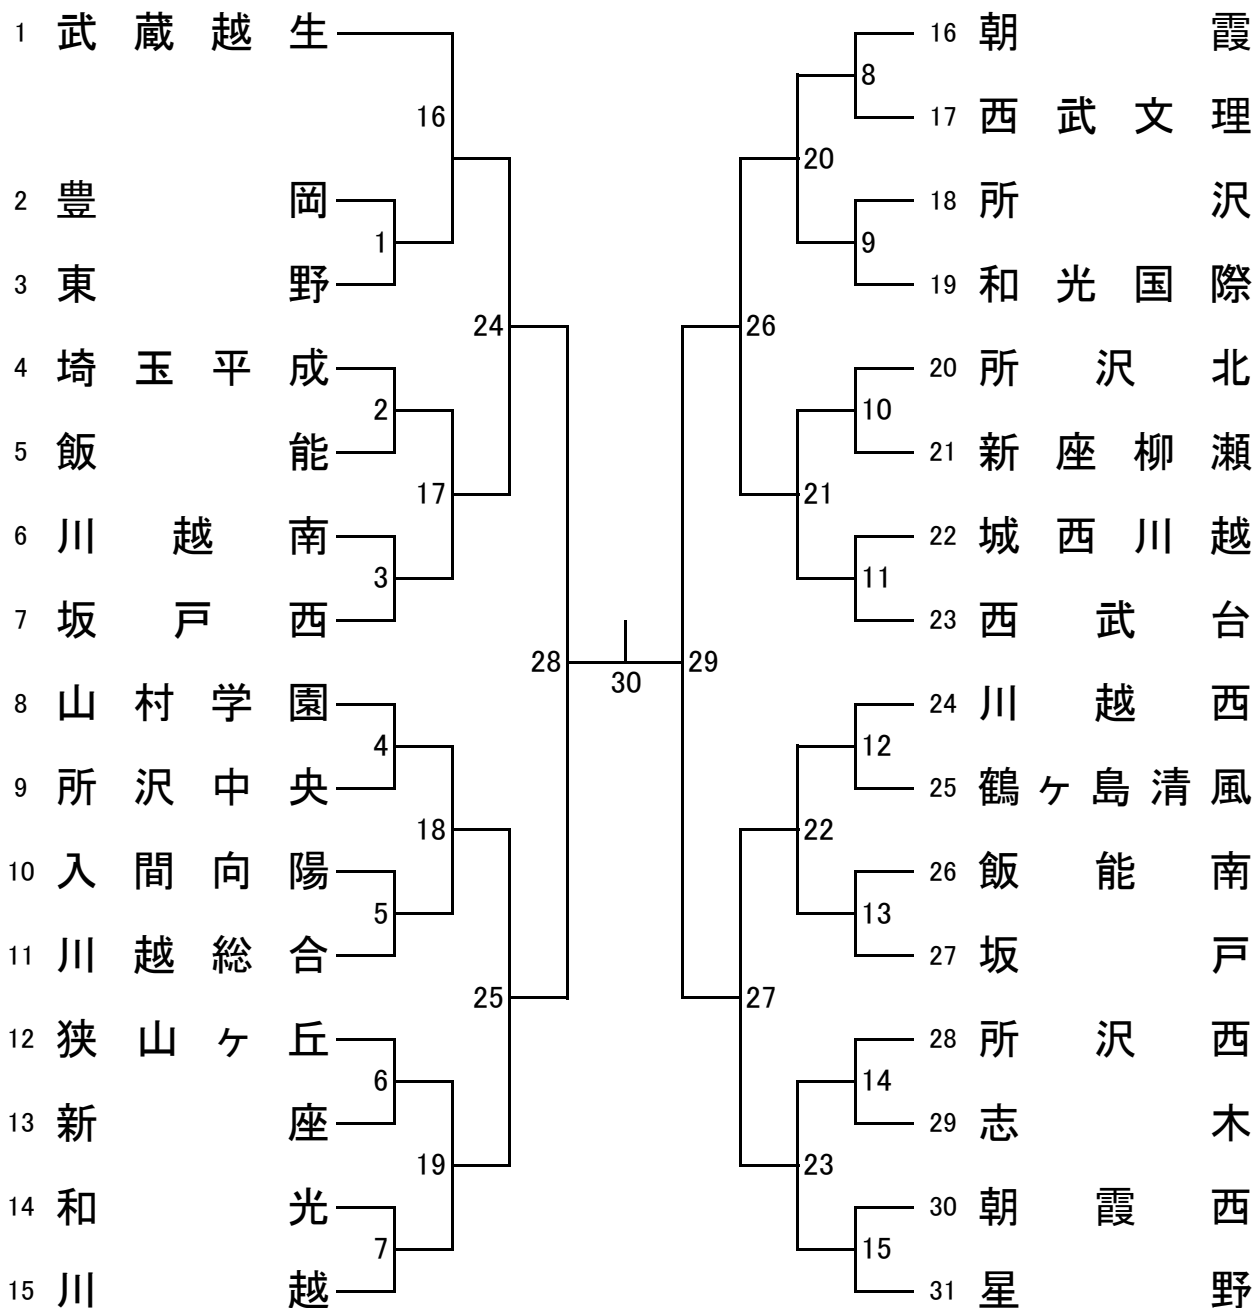 1 武蔵越生
16
2 豊岡
1
3 東野
24
4 埼玉平成
2
5 飯能
17
6 川越南
3
7 坂戸西
28
8 山村学園
4
9 所沢中央
18
10 入間向陽
5
11 川越総合
25
12 狭山ヶ丘
6
13 新座
19
14 和光
7
15 川越
30
16 朝霞
8
17 西武文理
20
18 所沢
9
19 和光国際
26
20 所沢北
10
21 新座柳瀬
21
22 城西川越
11
23 西武台
29
24 川越西
12
25 鶴ヶ島清風
22
26 飯能南
13
27 坂戸
27
28 所沢西
14
29 志木
23
30 朝霞西
15
31 星野